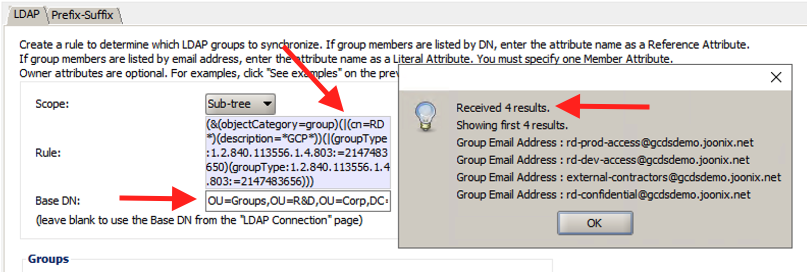 LDAP Prefix-Suffix
Create a rule to determine which LDAP groups to synchronize. If group members are listed by DN, enter the attribute name as a Reference Attribute.
If group members are listed by email address, enter the attribute name as a Literal Attribute. You must specify one Member Attribute.
Owner attributes are optional. For examples, click "See examples" on the prev
Scope: Sub-tree
Rule:
(&(objectCategory=group)(|(cn=RD
*)(description=*GCP*))(|(groupType
:1.2.840.113556.1.4.803:=2147483
650)(groupType:1.2.840.113556.1.4
.803:=2147483656)))
Base DN: OU=Groups,OU=R&D,OU=Corp,DC=
(leave blank to use the Base DN from the "LDAP Connection" page)
Groups
Received 4 results.
Showing first 4 results.
Group Email Address : rd-prod-access@gcdsdemo.joonix.net
Group Email Address : rd-dev-access@gcdsdemo.joonix.net
Group Email Address : external-contractors@gcdsdemo.joonix.net
Group Email Address : rd-confidential@gcdsdemo.joonix.net
OK